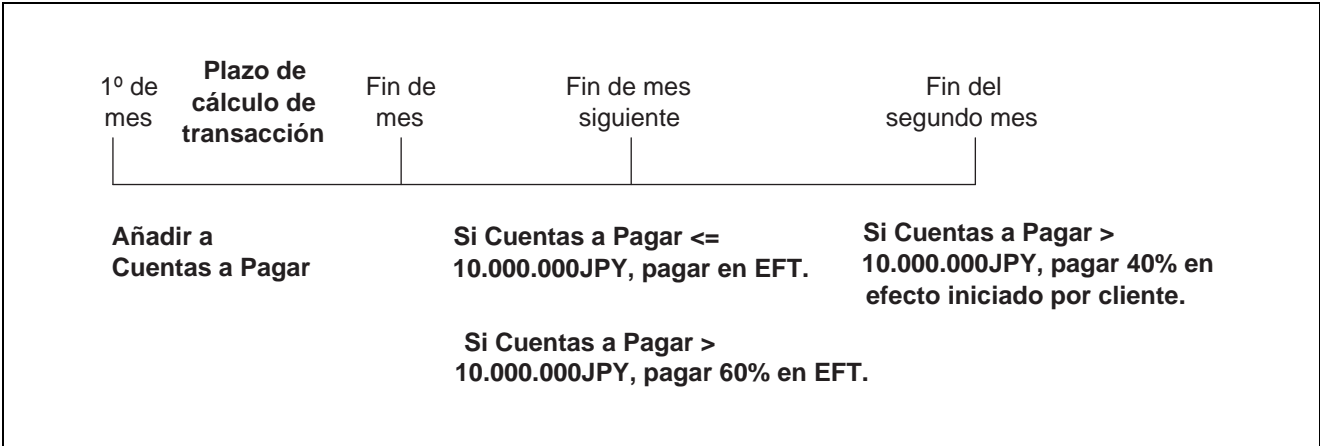 1º de
mes
Plazo de
cálculo de
transacción
Fin de
mes
Fin de mes
siguiente
Fin del
segundo mes
Añadir a
Cuentas a Pagar
Si Cuentas a Pagar <=
10.000.000JPY, pagar en EFT.
Si Cuentas a Pagar >
10.000.000JPY, pagar 60% en EFT.
Si Cuentas a Pagar >
10.000.000JPY, pagar 40% en
efecto iniciado por cliente.